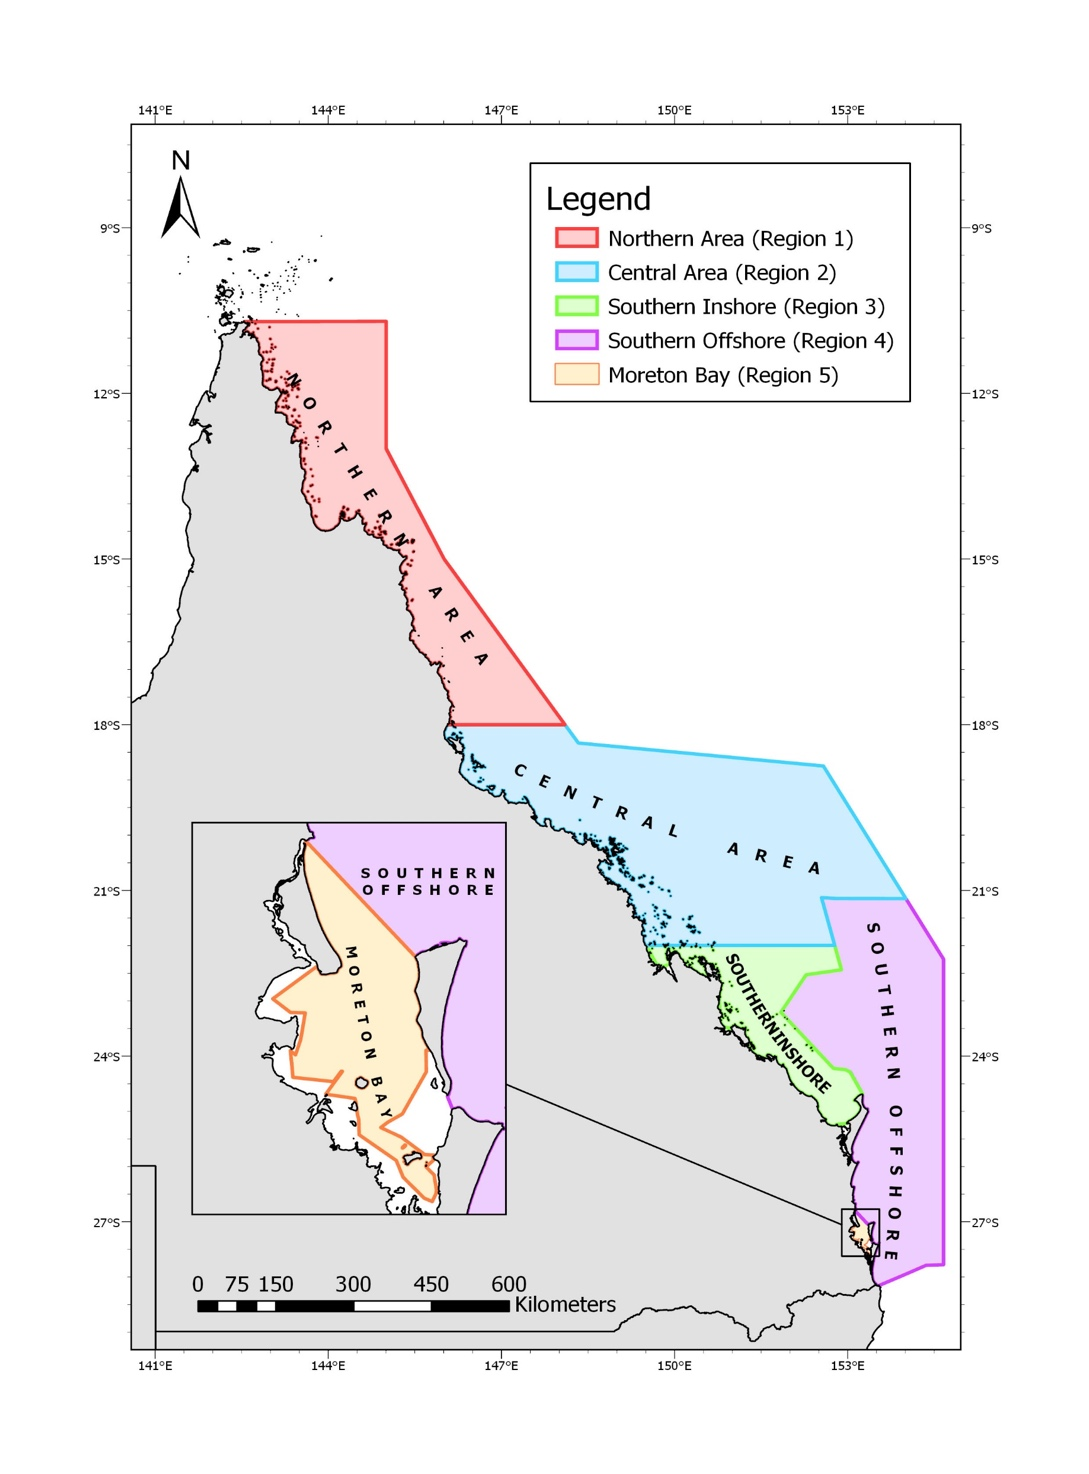 141°E 144°E 147°E 150°E 153°E
N
Legend
Northern Area (Region 1)
Central Area (Region 2)
Southern Inshore (Region 3)
Southern Offshore (Region 4)
Moreton Bay (Region 5)
9°S 9°S
12°S 12°S
15°S 15°S
18°S 18°S
21°S 21°S
24°S 24°S
27°S 27°S
NORTHERN AREA
CENTRAL AREA
SOUTHERN
OFFSHORE
MORETON BAY
SOUTHERNINSHORE
SOUTHERN OFFSHORE
0 75 150 300 450 600
Kilometers
141°E 144°E 147°E 150°E 153°E